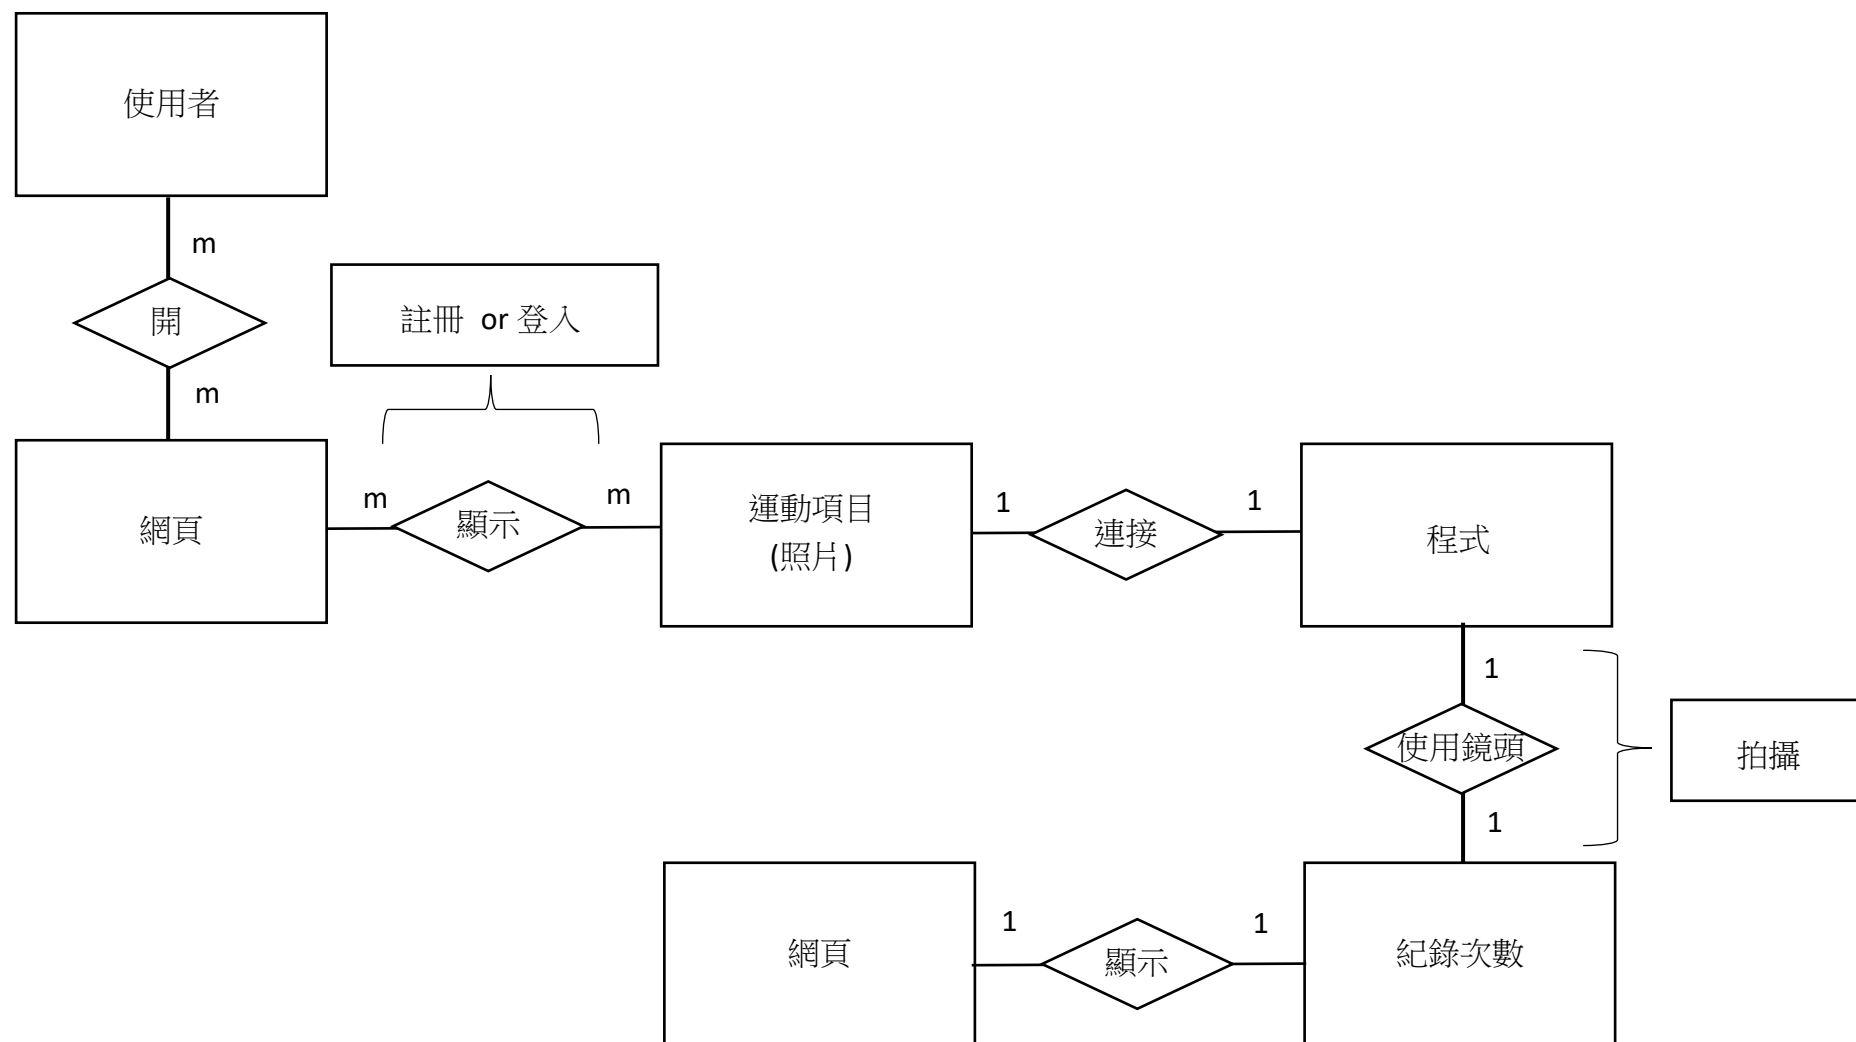 使用者
m
開
m
註冊 or 登入
網頁
m
顯示
m
運動項目
(照片)
1
連接
1
程式
1
使用鏡頭
1
拍攝
網頁
1
顯示
1
紀錄次數